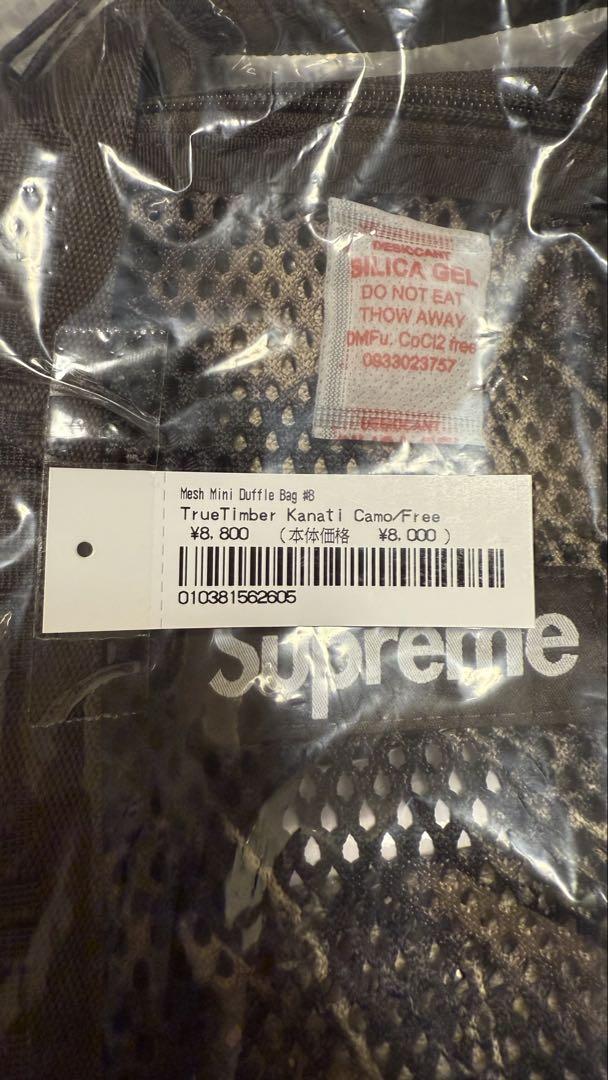 DESICCANT
SILICA GEL
DO NOT EAT
THOW AWAY
DMFu. CoCl2 free
0933023757
DESICCANT
Mesh Mini Duffle Bag #8
TrueTimber Kanati Camo/Free
¥8,800 (本体価格 ¥8,000 )
010381562605
Supreme